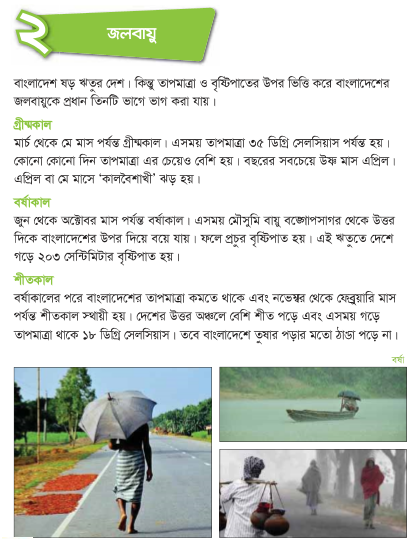 ২
জলবায়ু
বাংলাদেশ ষড় ঋতুর দেশ। কিন্তু তাপমাত্রা ও বৃষ্টিপাতের উপর ভিত্তি করে বাংলাদেশের
জলবায়ুকে প্রধান তিনটি ভাগে ভাগ করা যায়।
গ্রীষ্মকাল
মার্চ থেকে মে মাস পর্যন্ত গ্রীষ্মকাল। এসময় তাপমাত্রা ৩৫ ডিগ্রি সেলসিয়াস পর্যন্ত হয়।
কোনো কোনো দিন তাপমাত্রা এর চেয়েও বেশি হয়। বছরের সবচেয়ে উষ্ণ মাস এপ্রিল।
এপ্রিল বা মে মাসে ‘কালবৈশাখী’ ঝড় হয়।
বর্ষাকাল
জুন থেকে অক্টোবর মাস পর্যন্ত বর্ষাকাল। এসময় মৌসুমি বায়ু বঙ্গোপসাগর থেকে উত্তর
দিকে বাংলাদেশের উপর দিয়ে বয়ে যায়। ফলে প্রচুর বৃষ্টিপাত হয়। এই ঋতুতে দেশে
গড়ে ২০৩ সেন্টিমিটার বৃষ্টিপাত হয়।
শীতকাল
বর্ষাকালের পরে বাংলাদেশের তাপমাত্রা কমতে থাকে এবং নভেম্বর থেকে ফেব্রুয়ারি মাস
পর্যন্ত শীতকাল স্থায়ী হয়। দেশের উত্তর অঞ্চলে বেশি শীত পড়ে এবং এসময় গড়ে
তাপমাত্রা থাকে ১৮ ডিগ্রি সেলসিয়াস। তবে বাংলাদেশে তুষার পড়ার মতো ঠাণ্ডা পড়ে না।
বর্ষা